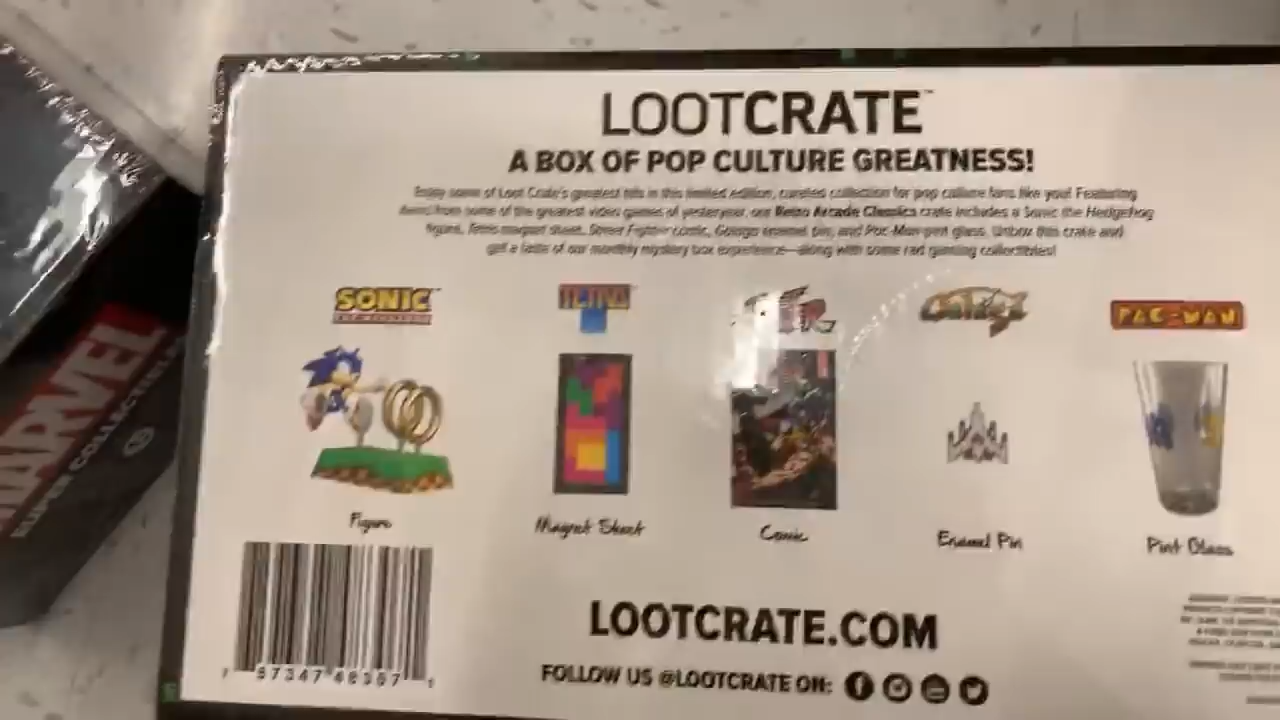 LOOTCRATE™
A BOX OF POP CULTURE GREATNESS!
Enjoy some of Loot Crate's greatest hits in this limited edition, curated collection for pop culture fans like you! Featuring
items from some of the greatest video games of yesteryear, our Retro Arcade Classics crate includes a Sonic the Hedgehog
figure, Tetris magnet sheet, Street Fighter comic, Galaga enamel pin, and Pac-Man pint glass. Unbox this crate and
get a taste of our monthly mystery box experience—along with some rad gaming collectibles!
SONIC
TETRIS
GALAGA
PAC-MAN
Figure
Magnet Sheet
Comic
Enamel Pin
Pint Glass
LOOTCRATE.COM
FOLLOW US @LOOTCRATE ON:
MARVEL
SUPER COLLECTIBLES